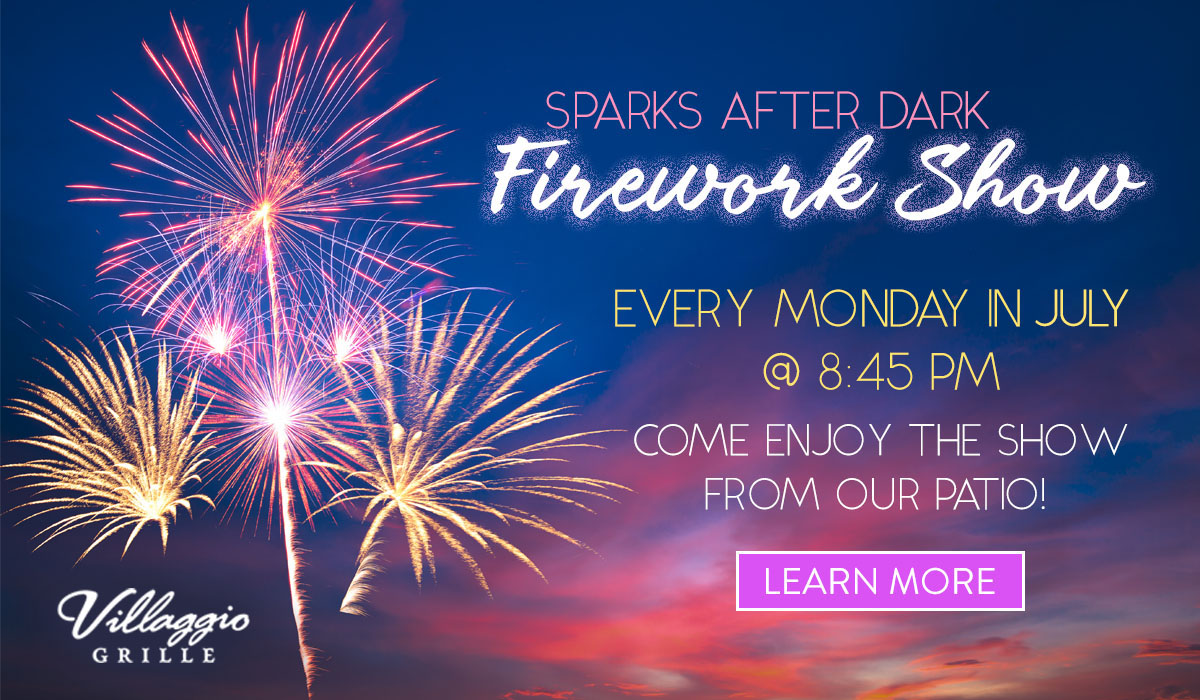 SPARKS AFTER DARK
Firework Show
EVERY MONDAY IN JULY
@ 8:45 PM
COME ENJOY THE SHOW
FROM OUR PATIO!
LEARN MORE
Villaggio
GRILLE